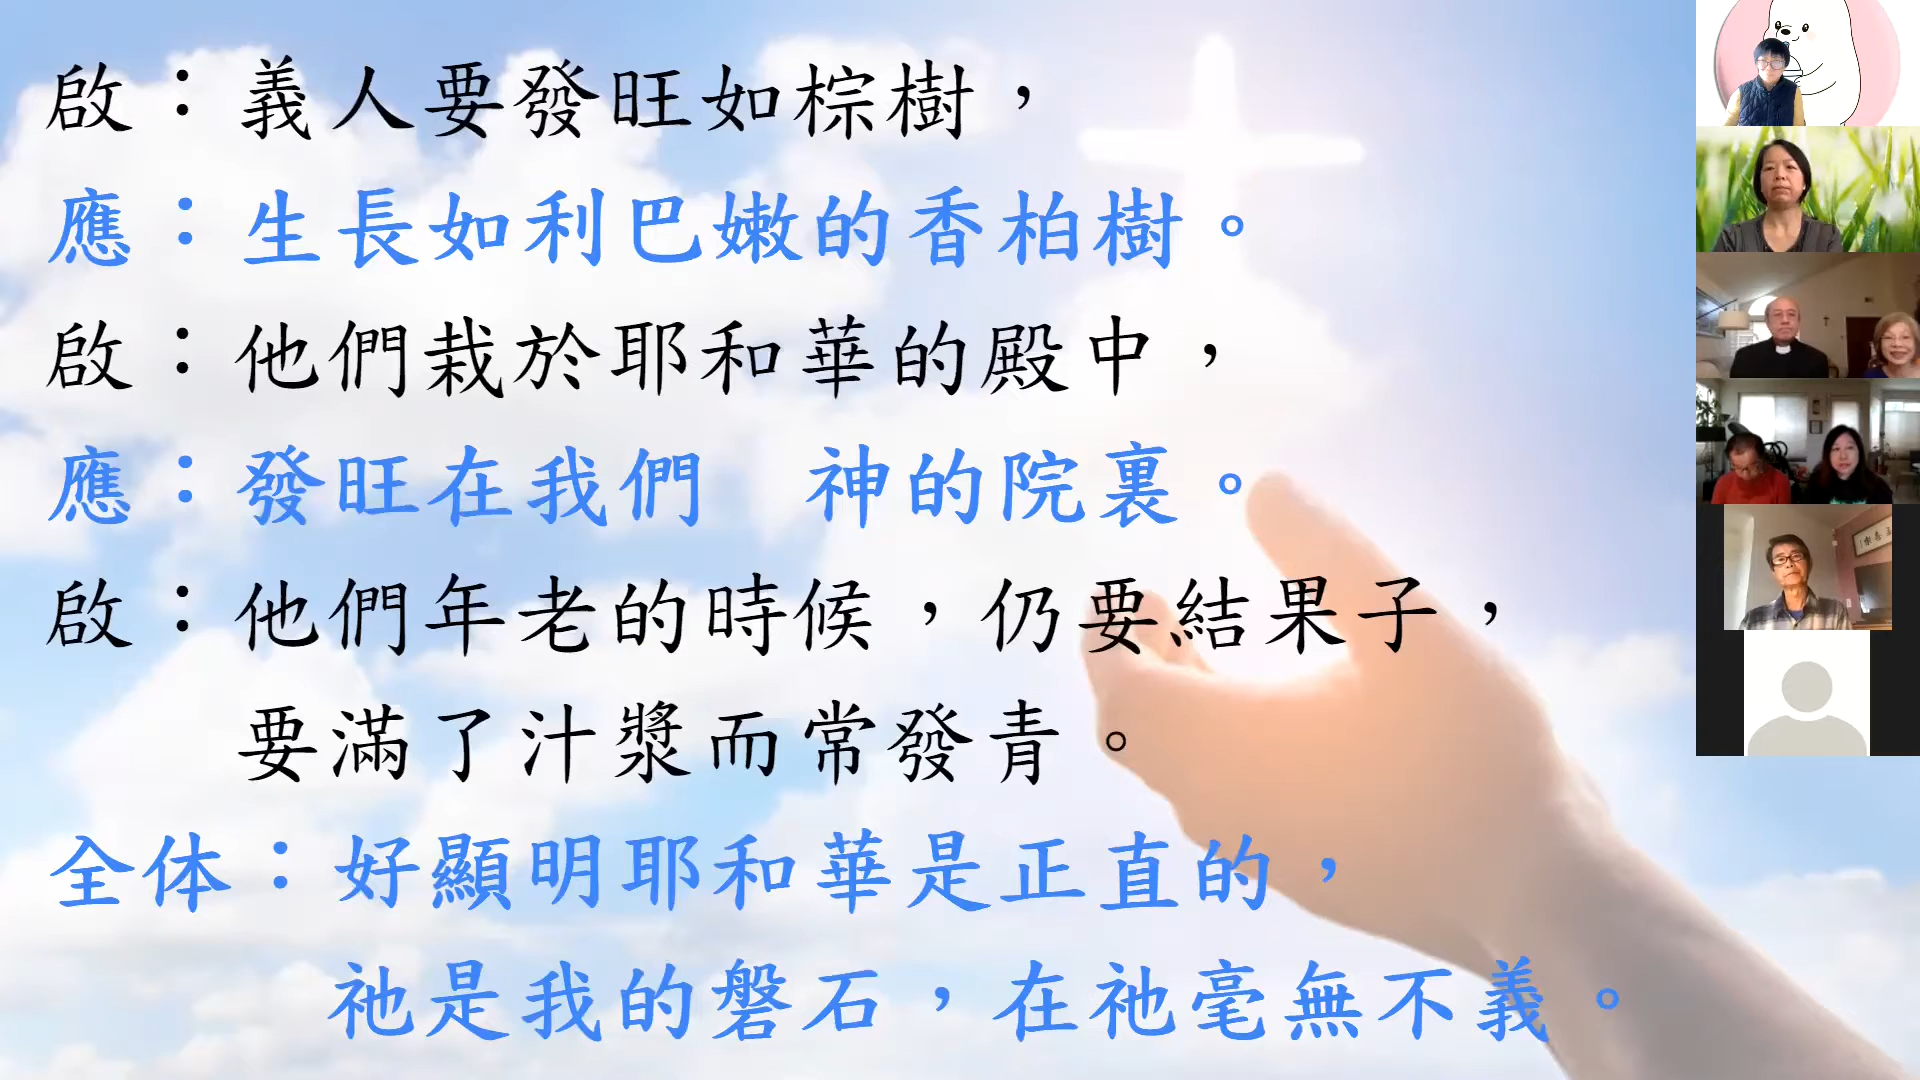 啟：義人要發旺如棕樹，
應：生長如利巴嫩的香柏樹。
啟：他們栽於耶和華的殿中，
應：發旺在我們　神的院裏。
啟：他們年老的時候，仍要結果子，
要滿了汁漿而常發青。
全体：好顯明耶和華是正直的，
祂是我的磐石，在祂毫無不義。